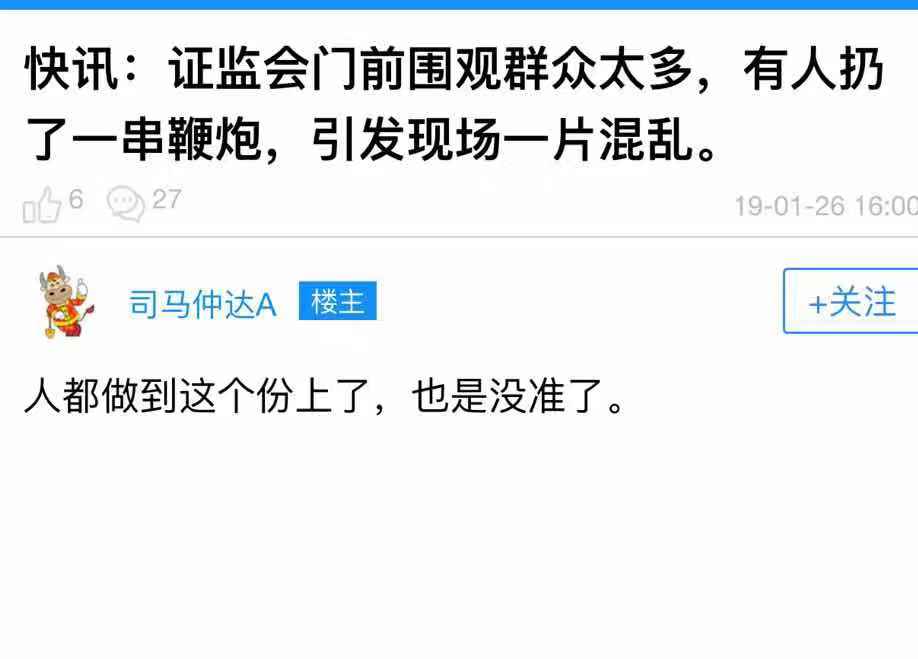 快讯：证监会门前围观群众太多，有人扔
了一串鞭炮，引发现场一片混乱。
6 27 19-01-26 16:00
司马仲达A 楼主 +关注
人都做到这个份上了，也是没准了。